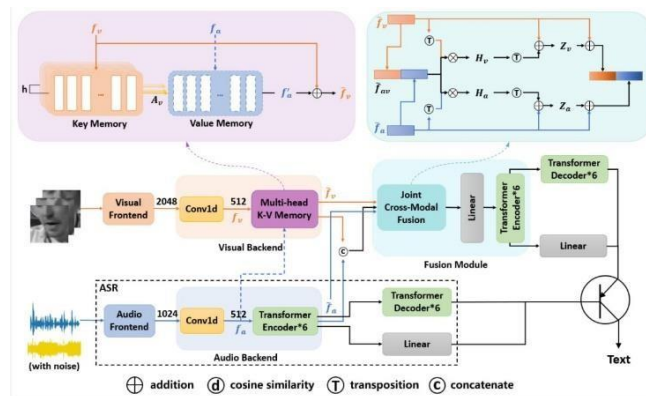 f_v
f_a
h
A_v
f'_a
f̃_v
Key Memory
Value Memory
f̃_v
T
H_v
T
Z_v
f̃_av
H_a
T
Z_a
f̃_a
T
Visual Frontend
2048
Conv1d
512
f_v
Multi-head K-V Memory
f̃_v
Visual Backend
C
Joint Cross-Modal Fusion
Linear
Transformer Encoder*6
Transformer Decoder*6
Linear
Fusion Module
ASR
Audio Frontend
1024
Conv1d
512
f_a
Transformer Encoder*6
f̃_a
Transformer Decoder*6
Linear
Audio Backend
(with noise)
Text
addition
d cosine similarity
T transposition
C concatenate